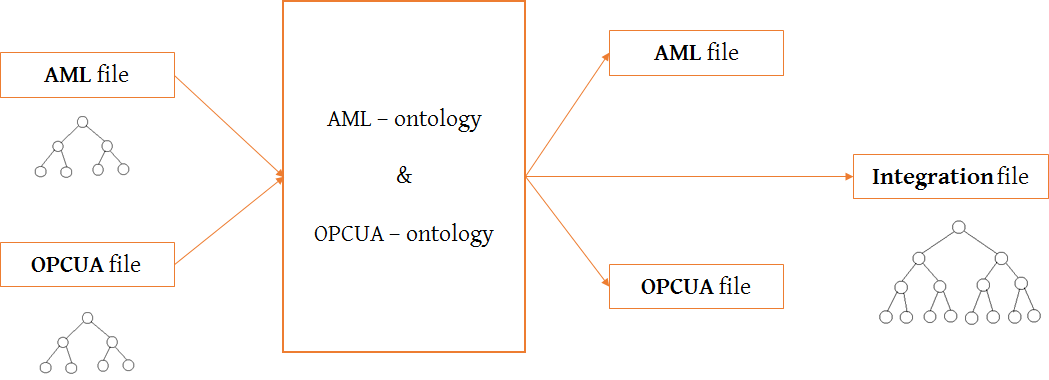 AML file
OPCUA file
AML – ontology
&
OPCUA – ontology
AML file
Integration file
OPCUA file